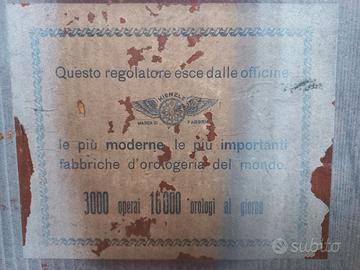 Questo regolatore esce dalle officine
KIENZLE
MARCA DI FABBRICA
le più moderne, le più importanti
fabbriche d'orologeria del mondo.
3000 operai 16000 orologi al giorno
subito